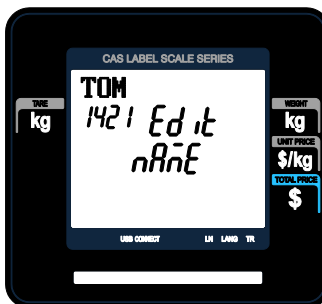 CAS LABEL SCALE SERIES
TOM
1421 Edit
nAmE
TARE
kg
WEIGHT
kg
UNIT PRICE
$/kg
TOTAL PRICE
$
USB CONNECT LN LANG TR